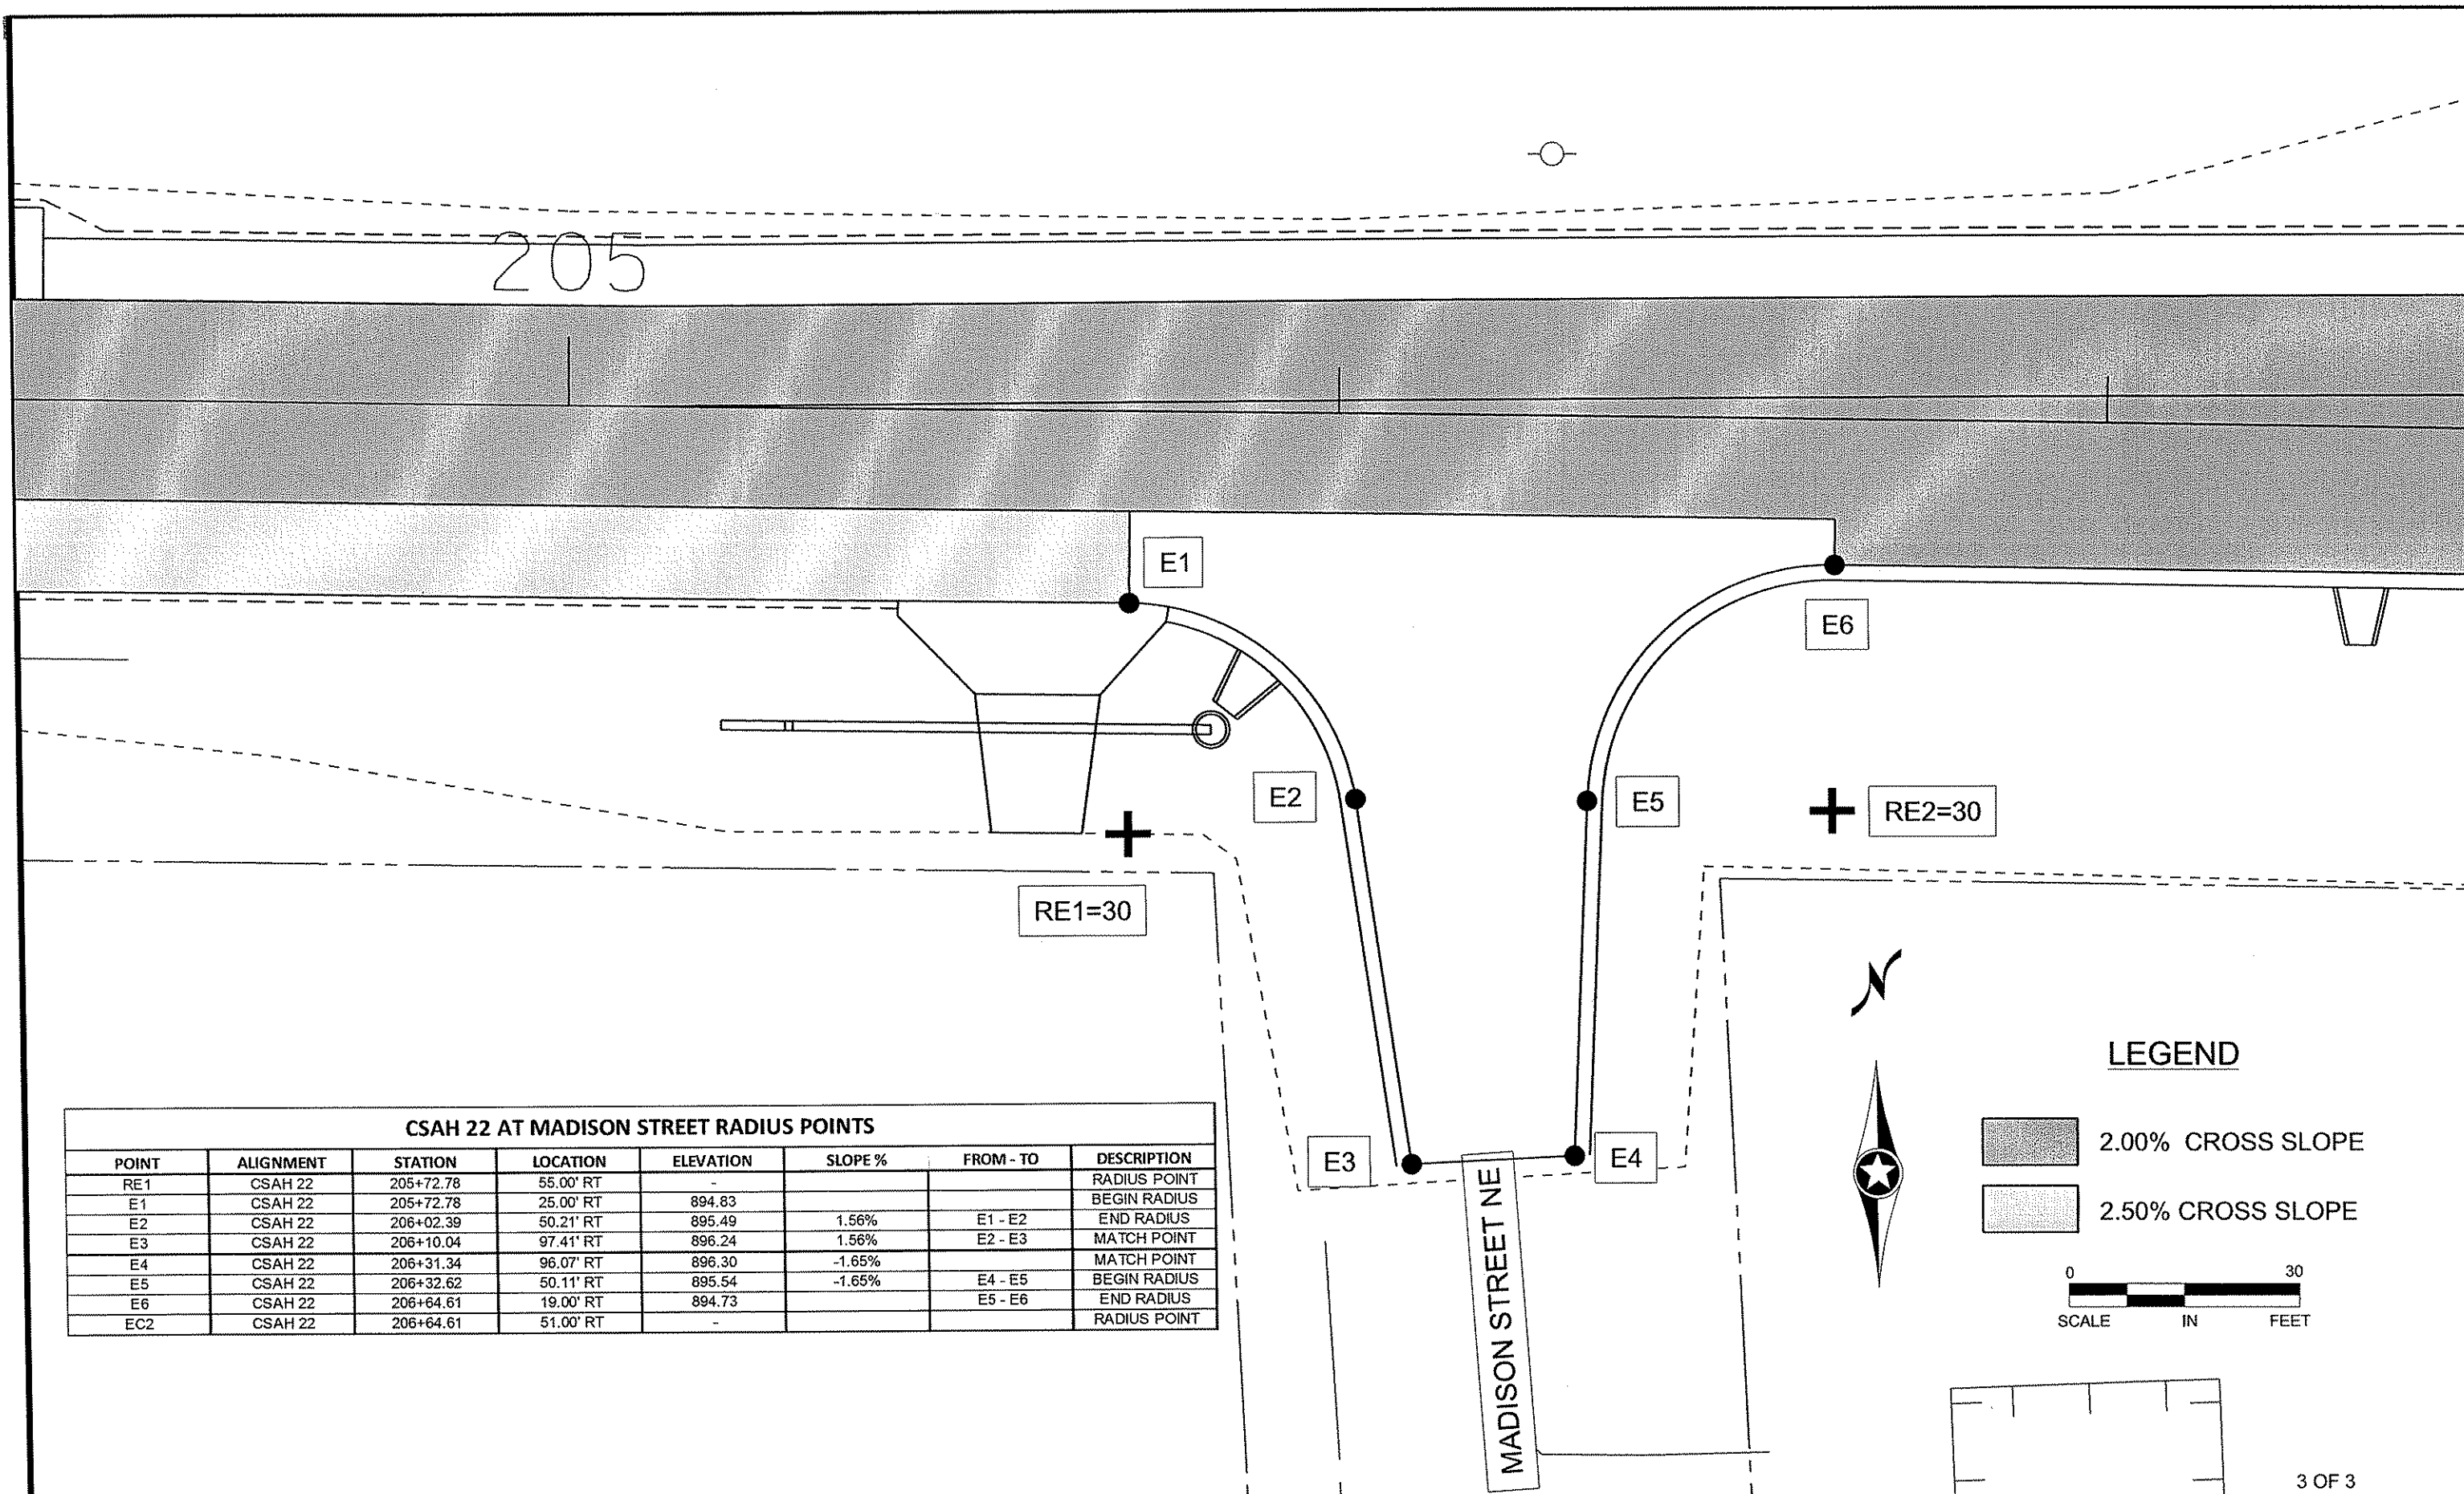 205
E1
E6
E2
E5
RE2=30
RE1=30
N
LEGEND
2.00% CROSS SLOPE
2.50% CROSS SLOPE
0 30
SCALE IN FEET
E3
E4
MADISON STREET NE
CSAH 22 AT MADISON STREET RADIUS POINTS
POINT ALIGNMENT STATION LOCATION ELEVATION SLOPE % FROM - TO DESCRIPTION
RE1 CSAH 22 205+72.78 55.00' RT - RADIUS POINT
E1 CSAH 22 205+72.78 25.00' RT 894.83 BEGIN RADIUS
E2 CSAH 22 206+02.39 50.21' RT 895.49 1.56% E1 - E2 END RADIUS
E3 CSAH 22 206+10.04 97.41' RT 896.24 1.56% E2 - E3 MATCH POINT
E4 CSAH 22 206+31.34 96.07' RT 896.30 -1.65% MATCH POINT
E5 CSAH 22 206+32.62 50.11' RT 895.54 -1.65% E4 - E5 BEGIN RADIUS
E6 CSAH 22 206+64.61 19.00' RT 894.73 E5 - E6 END RADIUS
EC2 CSAH 22 206+64.61 51.00' RT - RADIUS POINT
3 OF 3